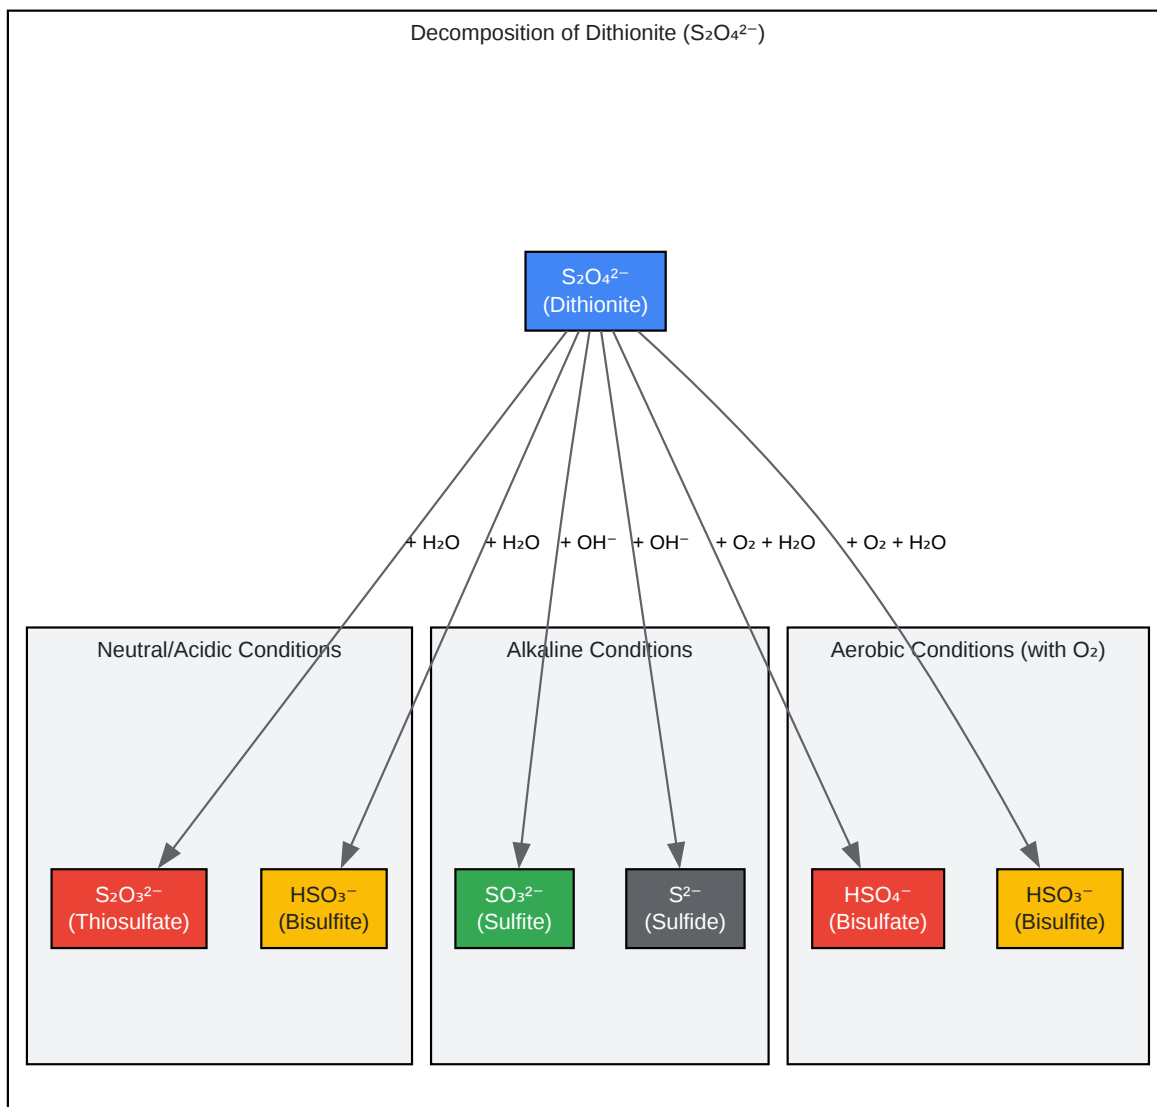 Decomposition of Dithionite (S₂O₄²⁻)
S₂O₄²⁻
(Dithionite)
+ H₂O
+ H₂O
+ OH⁻
+ OH⁻
+ O₂ + H₂O
+ O₂ + H₂O
Neutral/Acidic Conditions
Alkaline Conditions
Aerobic Conditions (with O₂)
S₂O₃²⁻
(Thiosulfate)
HSO₃⁻
(Bisulfite)
SO₃²⁻
(Sulfite)
S²⁻
(Sulfide)
HSO₄⁻
(Bisulfate)
HSO₃⁻
(Bisulfite)